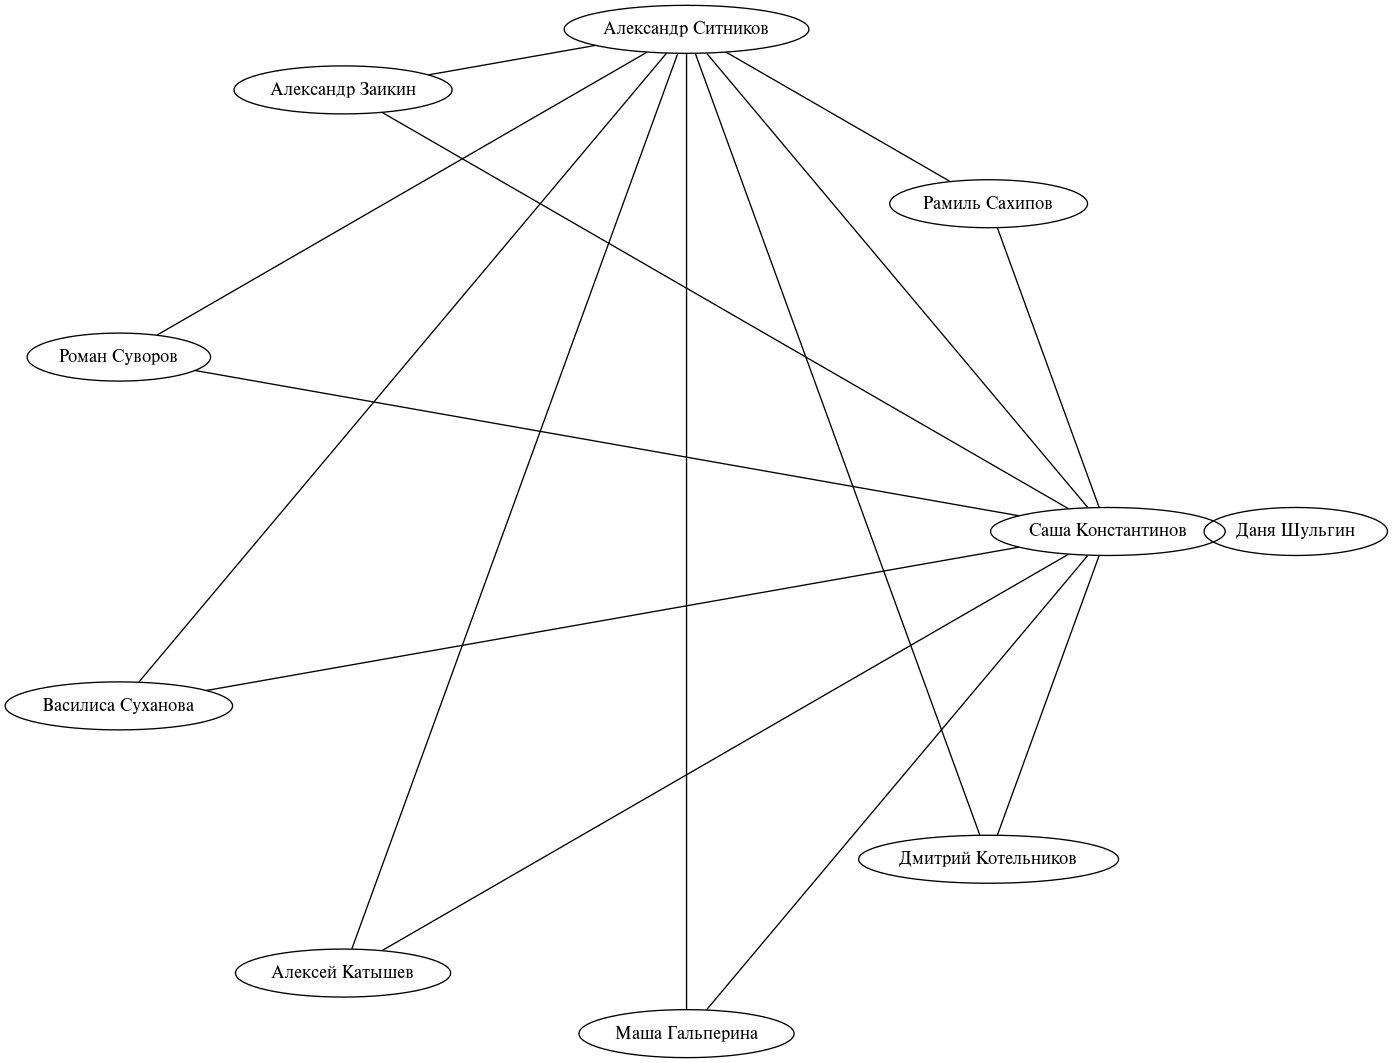 Александр Ситников
Александр Заикин
Рамиль Сахипов
Роман Суворов
Саша Константинов
Даня Шульгин
Василиса Суханова
Дмитрий Котельников
Алексей Катышев
Маша Гальперина